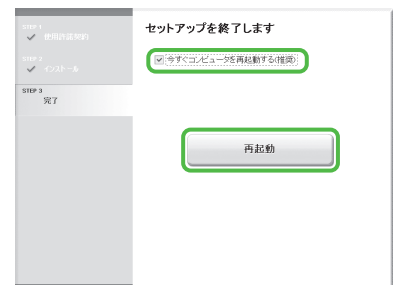 STEP 1
使用許諾契約
STEP 2
インストール
STEP 3
完了
セットアップを終了します
今すぐコンピュータを再起動する(推奨)
再起動